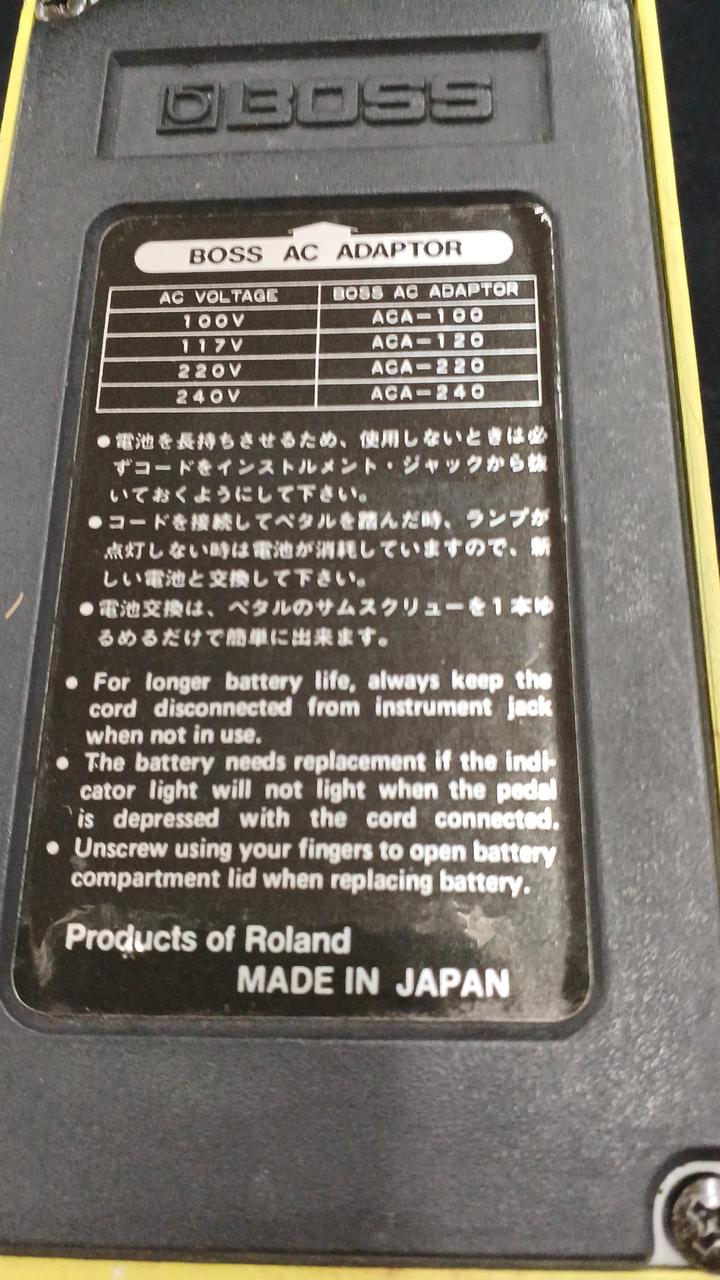 BOSS
BOSS AC ADAPTOR
AC VOLTAGE BOSS AC ADAPTOR
100V ACA-100
117V ACA-120
220V ACA-220
240V ACA-240
●電池を長持ちさせるため、使用しないときは必
ずコードをインストルメント・ジャックから抜
いておくようにして下さい。
●コードを接続してペタルを踏んだ時、ランプが
点灯しない時は電池が消耗していますので、新
しい電池と交換して下さい。
●電池交換は、ペタルのサムスクリューを1本ゆ
るめるだけで簡単に出来ます。
● For longer battery life, always keep the
cord disconnected from instrument jack
when not in use.
● The battery needs replacement if the indi-
cator light will not light when the pedal
is depressed with the cord connected.
● Unscrew using your fingers to open battery
compartment lid when replacing battery.
Products of Roland
MADE IN JAPAN